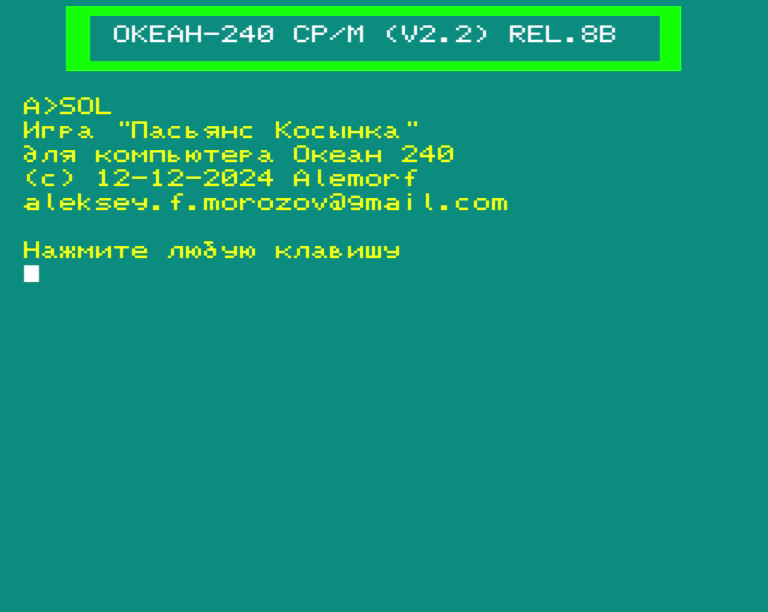 ОКЕАН-240 CP/M (V2.2) REL.8B
A>SOL
Игра "Пасьянс Косынка"
для компьютера Океан 240
(c) 12-12-2024 Alemorf
aleksey.f.morozov@gmail.com
Нажмите любую клавишу